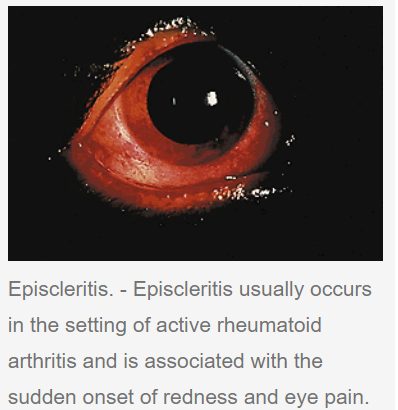 Episcleritis. - Episcleritis usually occurs
in the setting of active rheumatoid
arthritis and is associated with the
sudden onset of redness and eye pain.